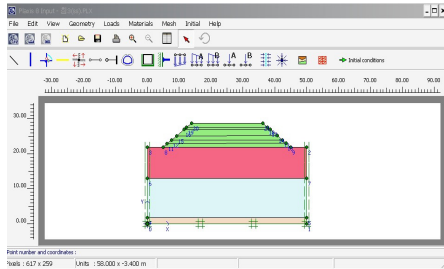 File Edit View Geometry Loads Materials Mesh Initial Help
A B A B
Initial conditions
-30.00 -20.00 -10.00 0.00 10.00 20.00 30.00 40.00 50.00 60.00 70.00 80.00 90.00
30.00
20.00
10.00
Y
0.00
X
Point number and coordinates :
Pixels : 617 x 259 Units : 58.000 x -3.400 m